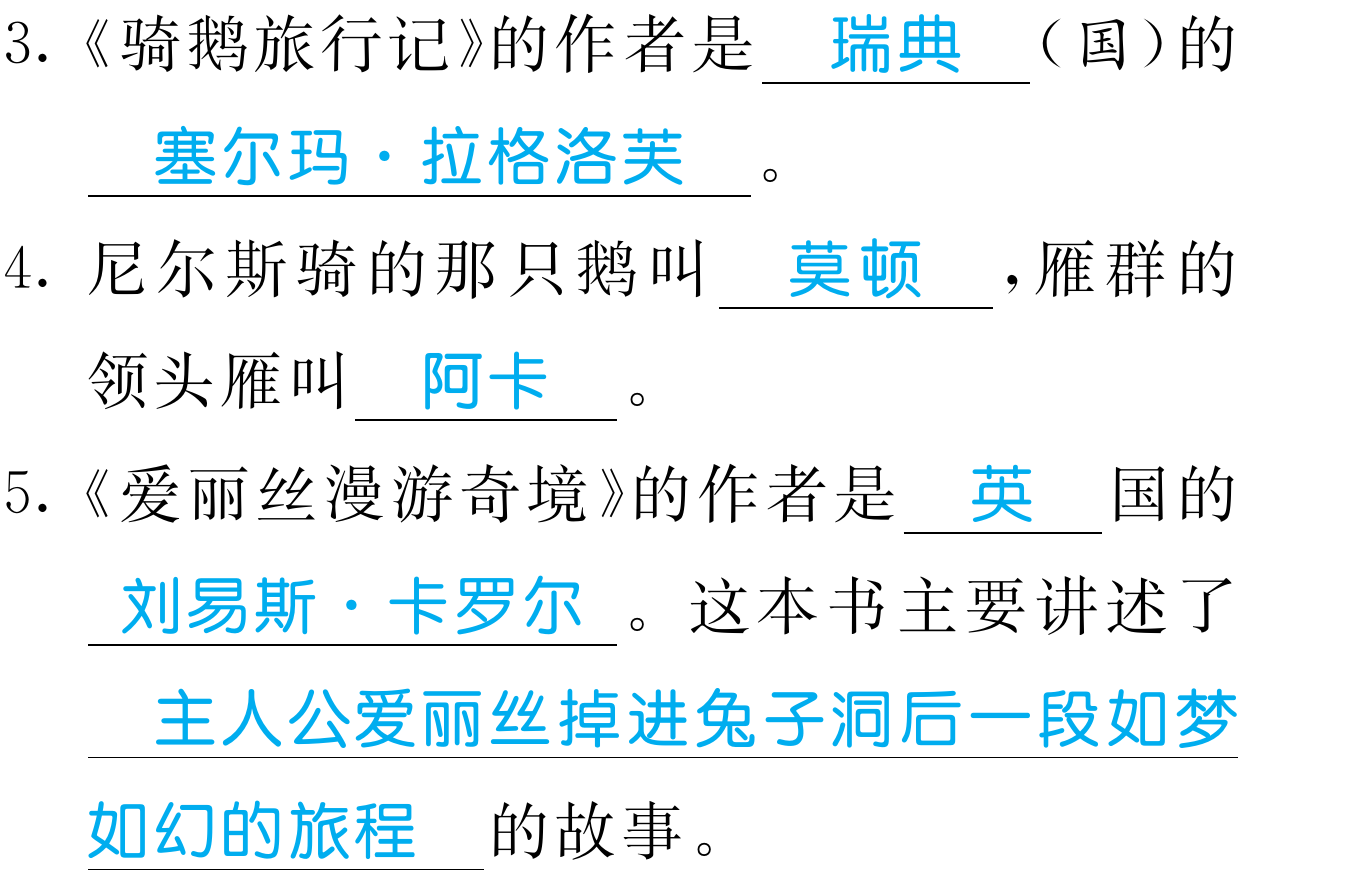 3.《骑鹅旅行记》的作者是 瑞典 （国）的
塞尔玛·拉格洛芙 。
4. 尼尔斯骑的那只鹅叫 莫顿 ，雁群的
领头雁叫 阿卡 。
5.《爱丽丝漫游奇境》的作者是 英 国的
刘易斯·卡罗尔 。这本书主要讲述了
主人公爱丽丝掉进兔子洞后一段如梦
如幻的旅程 的故事。